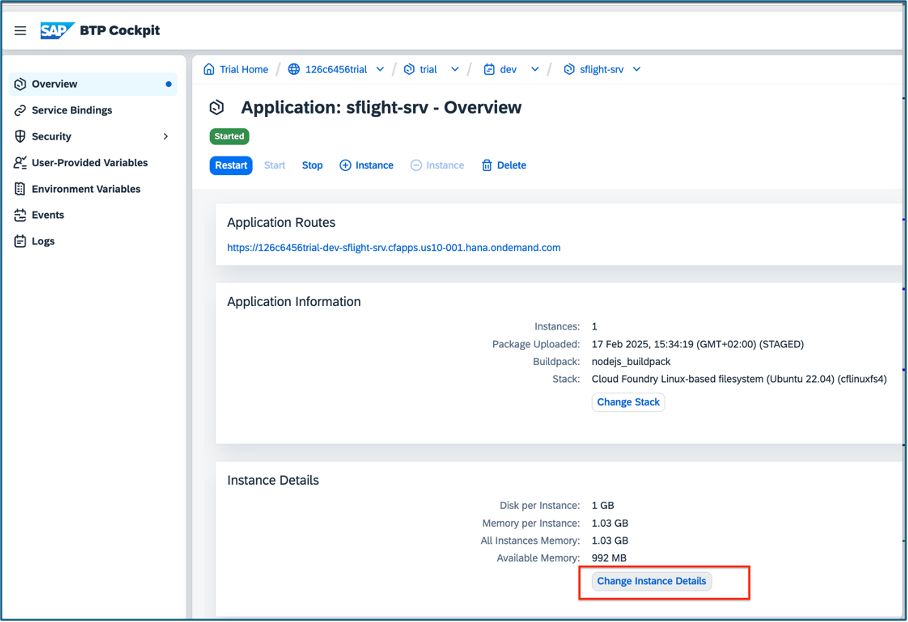 SAP BTP Cockpit
Trial Home / 126c6456trial / trial / dev / sflight-srv
Overview
Service Bindings
Security
User-Provided Variables
Environment Variables
Events
Logs
Application: sflight-srv - Overview
Started
Restart Start Stop Instance Instance Delete
Application Routes
https://126c6456trial-dev-sflight-srv.cfapps.us10-001.hana.ondemand.com
Application Information
Instances: 1
Package Uploaded: 17 Feb 2025, 15:34:19 (GMT+02:00) (STAGED)
Buildpack: nodejs_buildpack
Stack: Cloud Foundry Linux-based filesystem (Ubuntu 22.04) (cflinuxfs4)
Change Stack
Instance Details
Disk per Instance: 1 GB
Memory per Instance: 1.03 GB
All Instances Memory: 1.03 GB
Available Memory: 992 MB
Change Instance Details